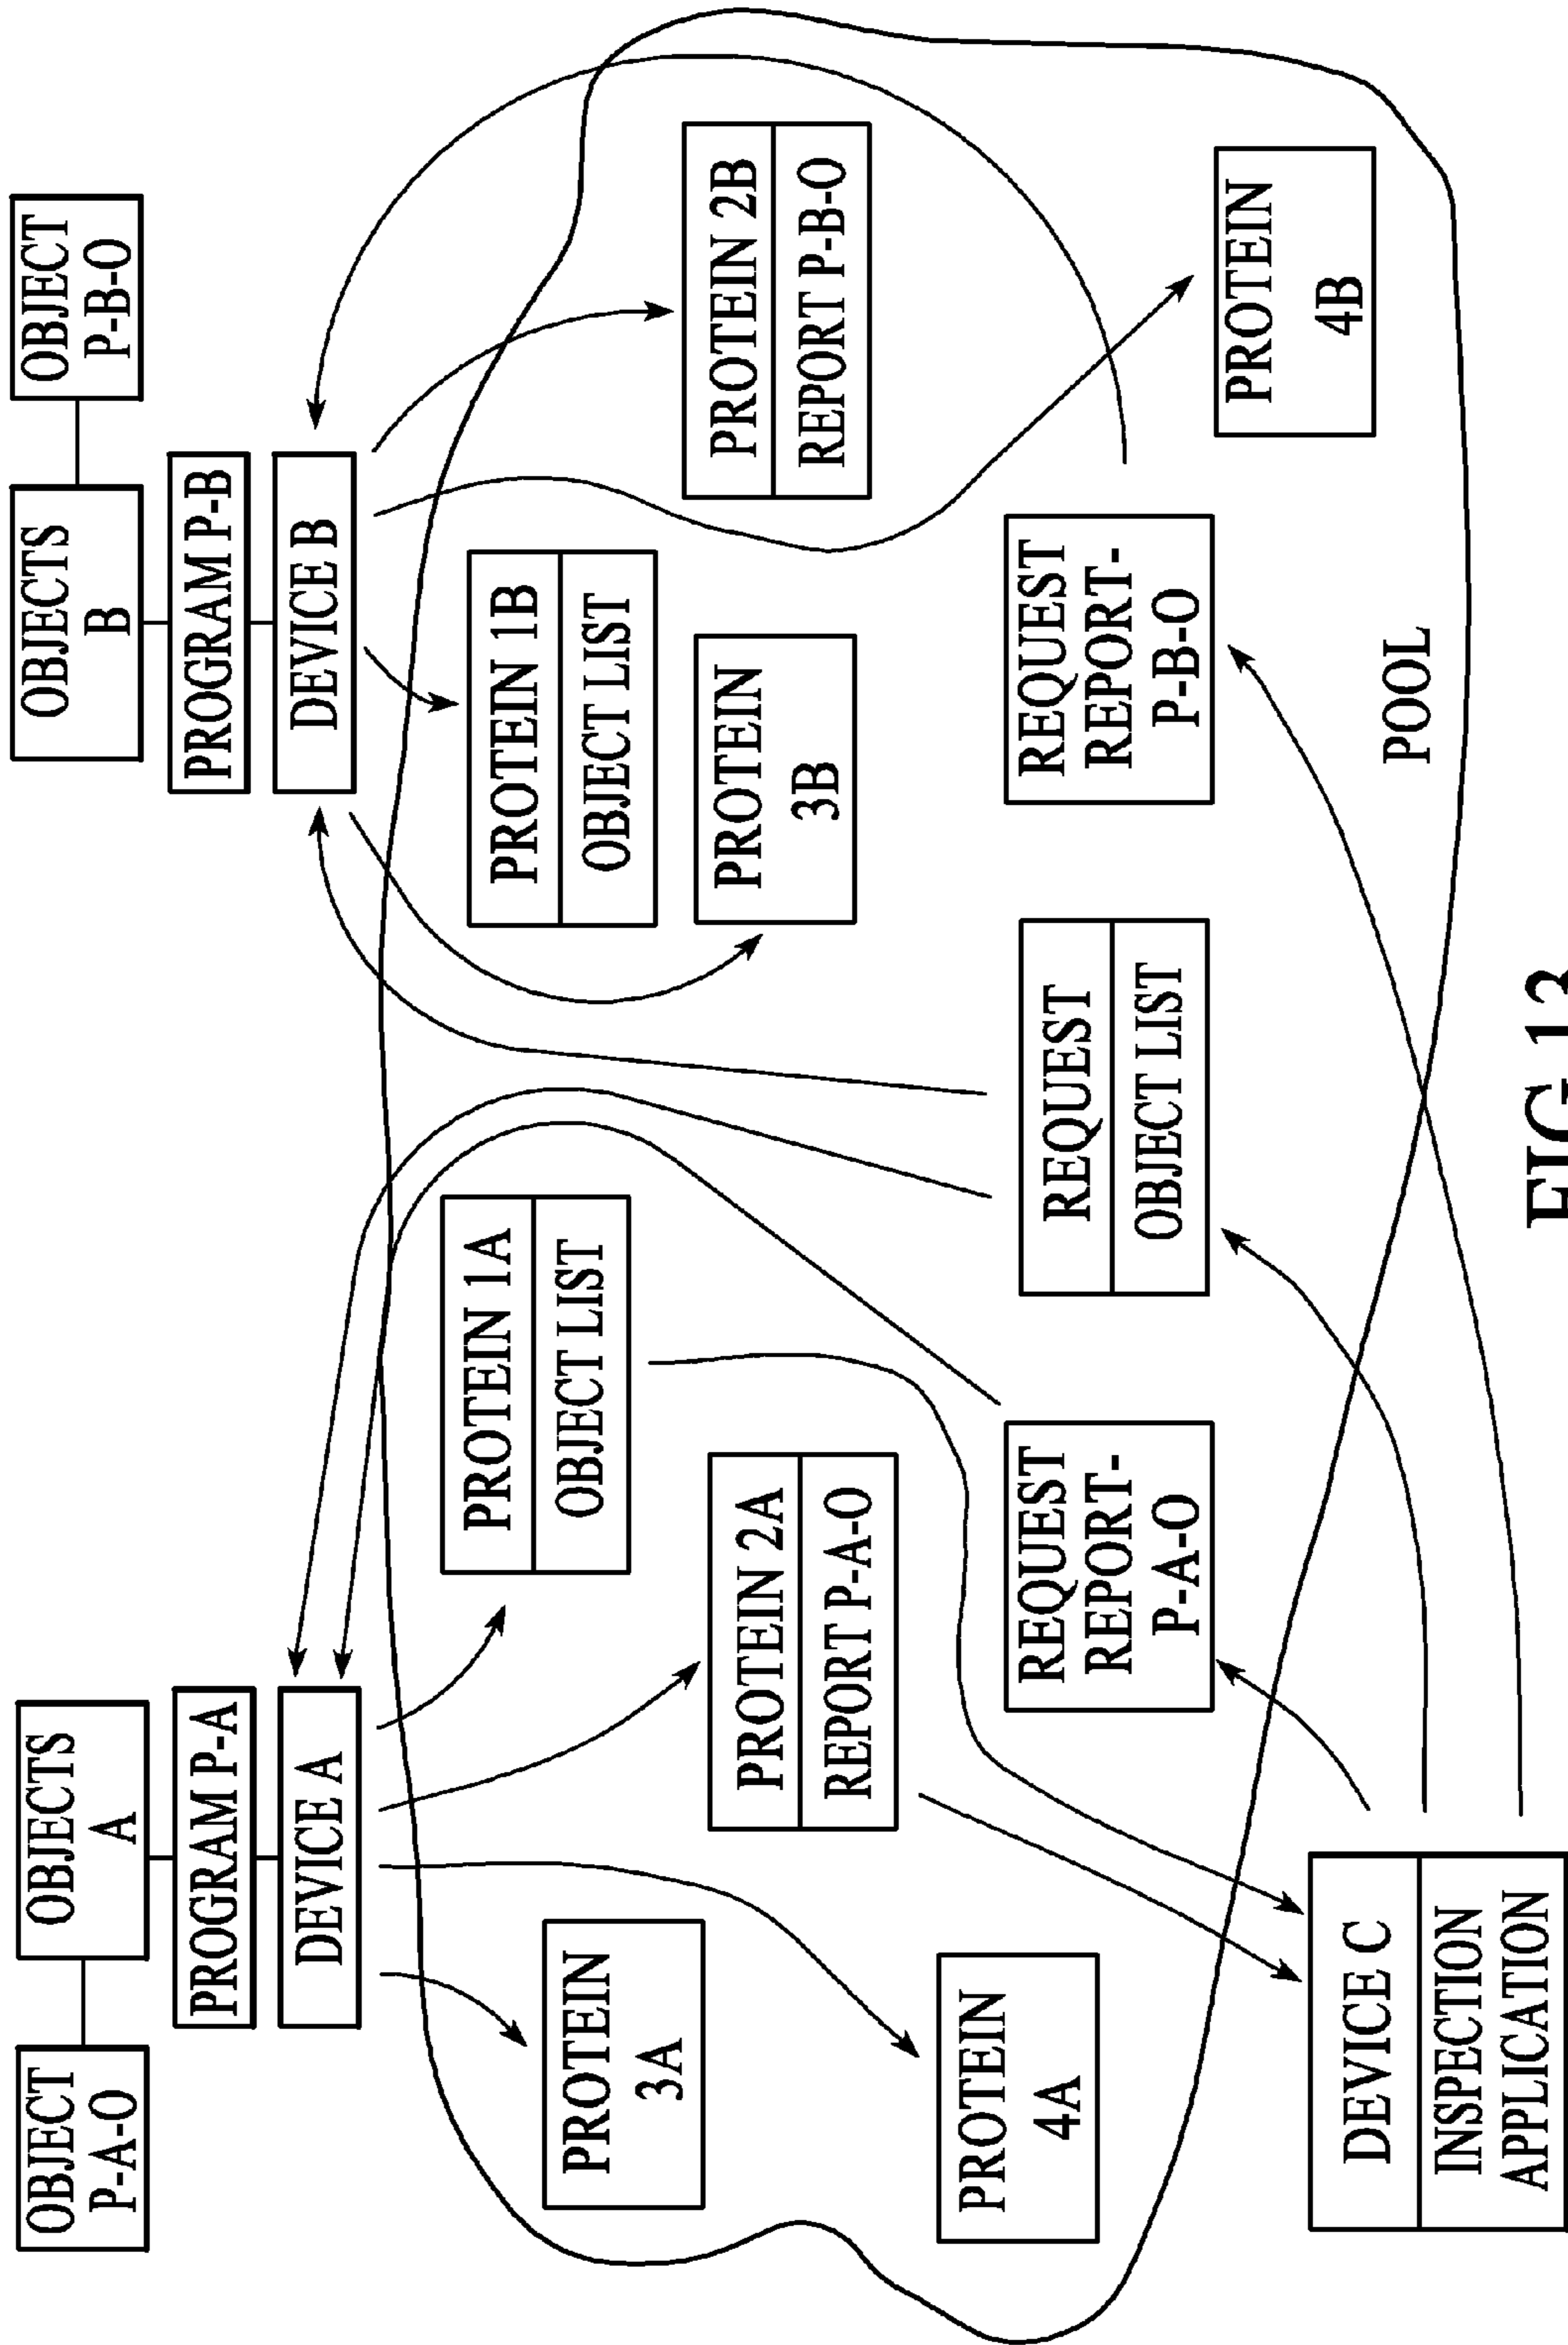 OBJECT
P-A-O
OBJECTS
A
PROGRAM P-A
DEVICE A
OBJECTS
B
OBJECT
P-B-O
PROGRAM P-B
DEVICE B
PROTEIN 1A
OBJECT LIST
PROTEIN 1B
OBJECT LIST
PROTEIN
3A
PROTEIN 2A
REPORT P-A-O
PROTEIN
3B
PROTEIN 2B
REPORT P-B-O
PROTEIN
4A
REQUEST
REPORT-
P-A-O
REQUEST
OBJECT LIST
REQUEST
REPORT-
P-B-O
PROTEIN
4B
DEVICE C
INSPECTION
APPLICATION
POOL
FIG.13